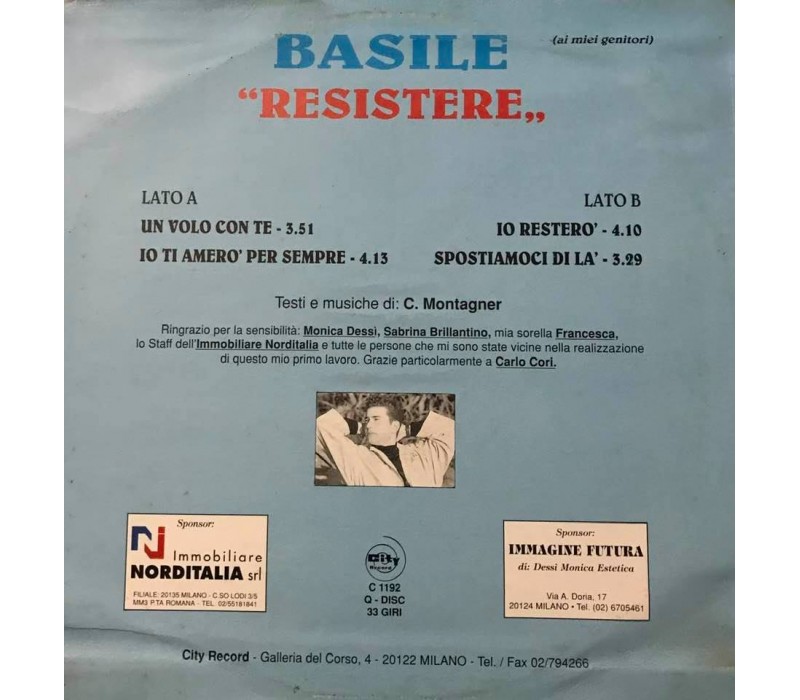 BASILE
(ai miei genitori)
“RESISTERE„
LATO A
UN VOLO CON TE - 3.51
IO TI AMERO' PER SEMPRE - 4.13
LATO B
IO RESTERO' - 4.10
SPOSTIAMOCI DI LA' - 3.29
Testi e musiche di: C. Montagner
Ringrazio per la sensibilità: Monica Dessì, Sabrina Brillantino, mia sorella Francesca,
lo Staff dell'Immobiliare Norditalia e tutte le persone che mi sono state vicine nella realizzazione
di questo mio primo lavoro. Grazie particolarmente a Carlo Cori.
Sponsor:
Immobiliare
NORDITALIA srl
FILIALE: 20135 MILANO - C.SO LODI 3/5
MM3 P.TA ROMANA - TEL. 02/55181841
City
Record
C 1192
Q - DISC
33 GIRI
Sponsor:
IMMAGINE FUTURA
di: Dessi Monica Estetica
Via A. Doria, 17
20124 MILANO • Tel. (02) 6705461
City Record - Galleria del Corso, 4 - 20122 MILANO - Tel. / Fax 02/794266